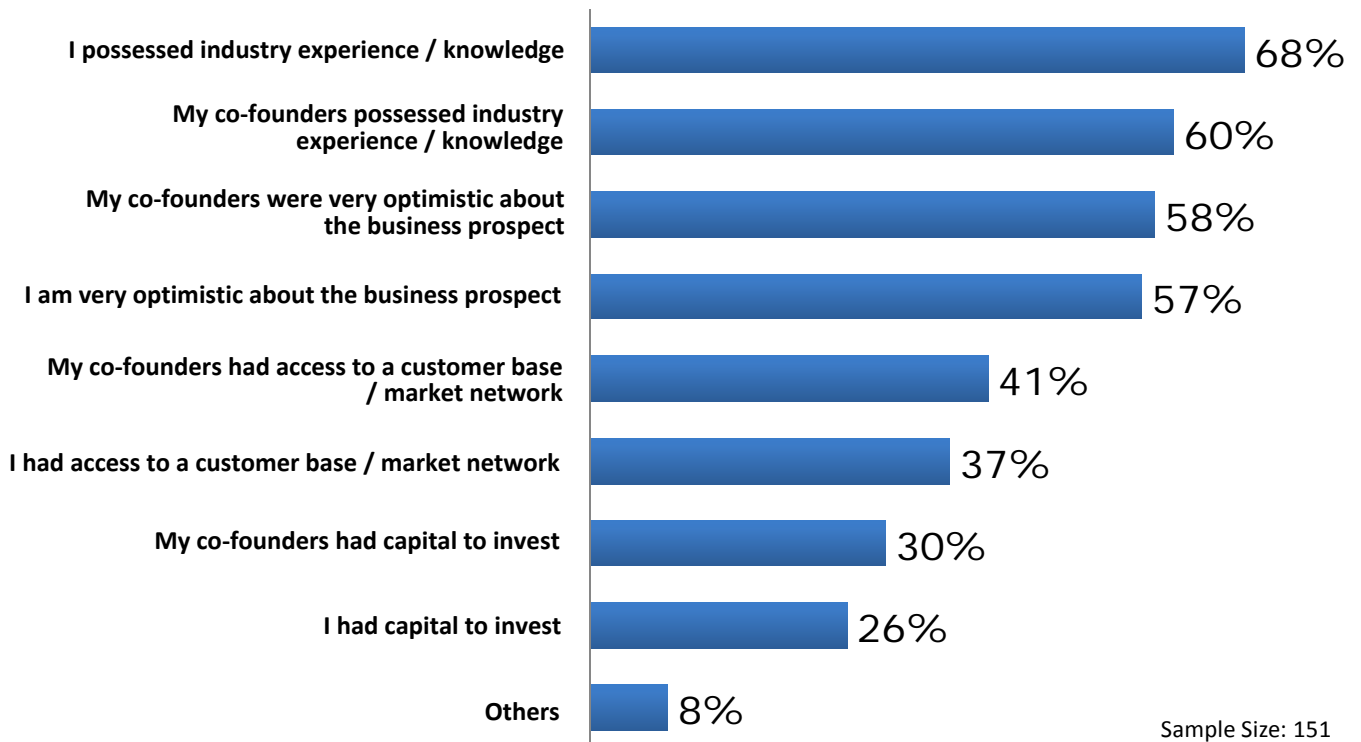 I possessed industry experience / knowledge
68%
My co-founders possessed industry
experience / knowledge
60%
My co-founders were very optimistic about
the business prospect
58%
I am very optimistic about the business prospect
57%
My co-founders had access to a customer base
/ market network
41%
I had access to a customer base / market network
37%
My co-founders had capital to invest
30%
I had capital to invest
26%
Others
8%
Sample Size: 151